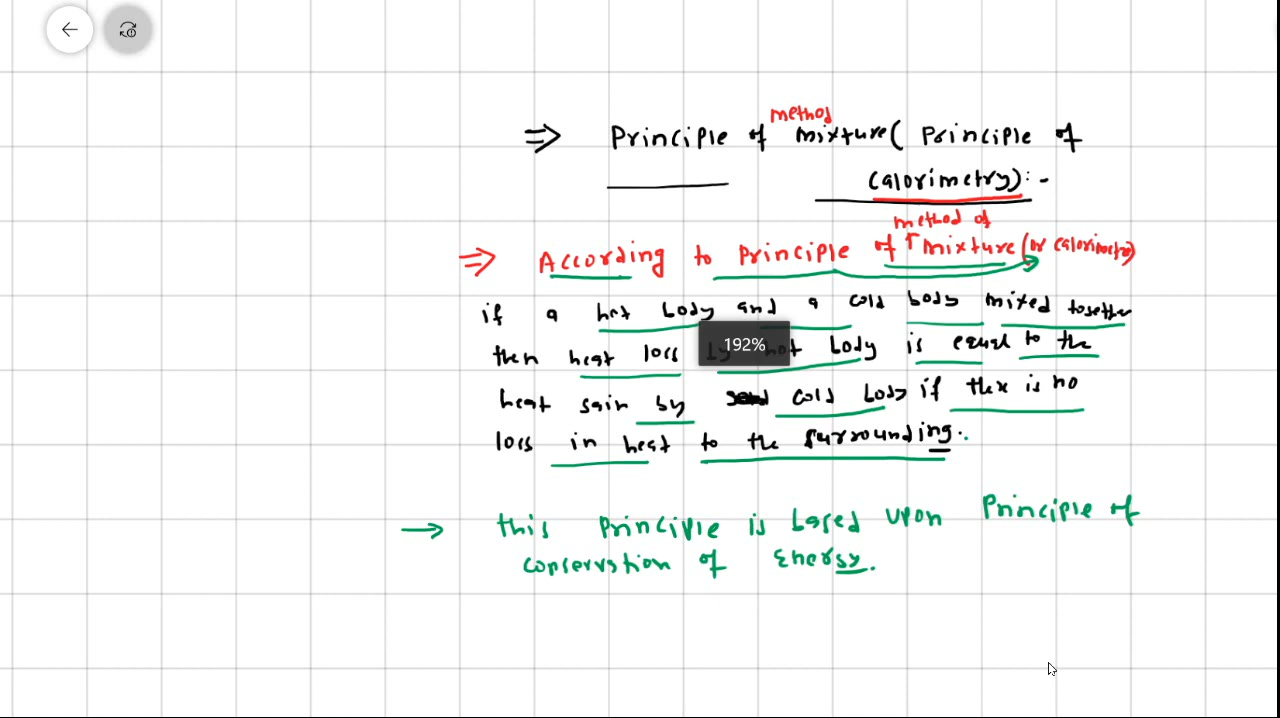 ⇒ Principle of method mixture( Principle of
Calorimetry):-
⇒ According to principle of method of mixture (or calorimetry)
if a hot body and a cold body mixed together
then heat loss by hot body is equal to the
heat gain by cold body if there is no
loss in heat to the surrounding.
192%
→ this Principle is based upon Principle of
conservation of Energy.